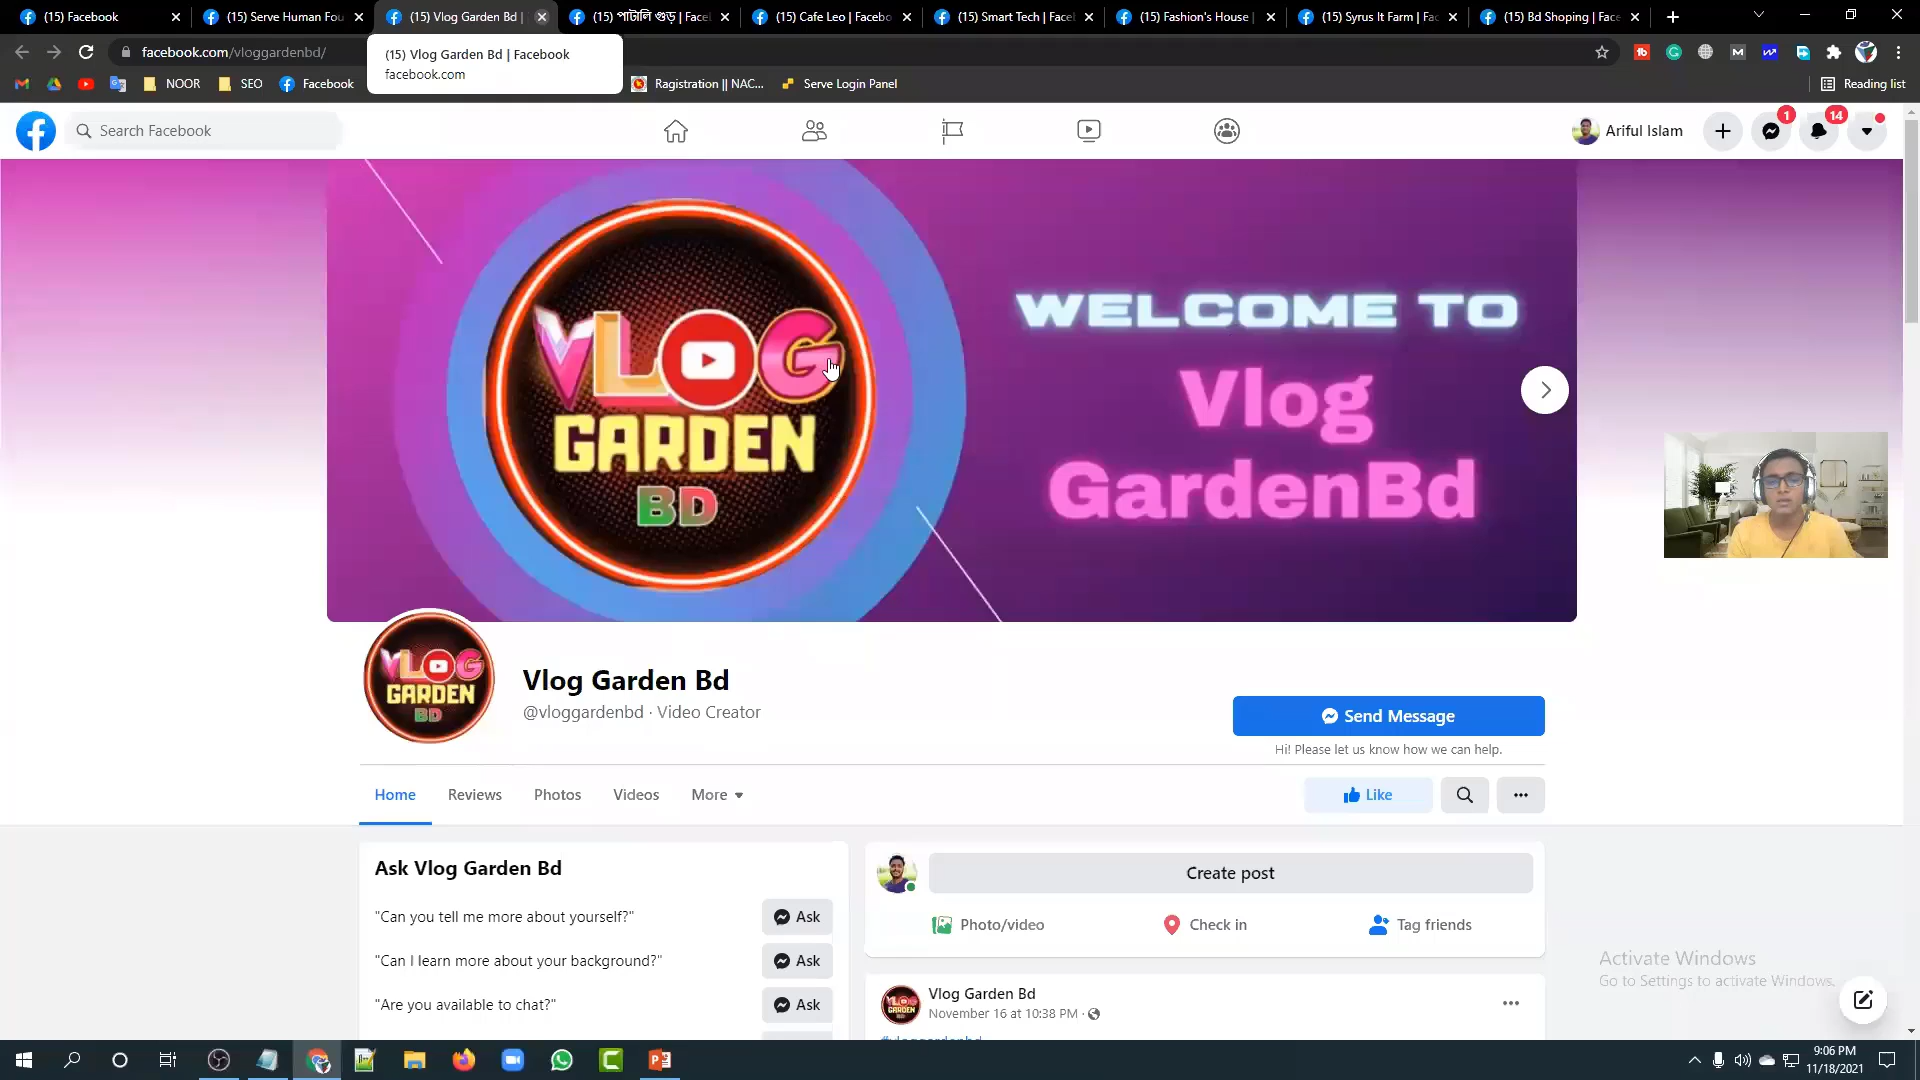 (15) Facebook
(15) Serve Human Fou
(15) Vlog Garden Bd |
(15) পাটালি গুড় | Facel
(15) Cafe Leo | Facebo
(15) Smart Tech | Facel
(15) Fashion's House |
(15) Syrus It Farm | Fac
(15) Bd Shoping | Face
facebook.com/vloggardenbd/
(15) Vlog Garden Bd | Facebook
facebook.com
NOOR
SEO
Facebook
Ragistration || NAC...
Serve Login Panel
Reading list
Search Facebook
Ariful Islam
1
14
VLOG
GARDEN
BD
WELCOME TO
Vlog
GardenBd
VLOG
GARDEN
BD
Vlog Garden Bd
@vloggardenbd · Video Creator
Send Message
Hi! Please let us know how we can help.
Home
Reviews
Photos
Videos
More
Like
Ask Vlog Garden Bd
"Can you tell me more about yourself?"
Ask
"Can I learn more about your background?"
Ask
"Are you available to chat?"
Ask
Create post
Photo/video
Check in
Tag friends
Vlog Garden Bd
November 16 at 10:38 PM ·
#vloggardenbd
Activate Windows
Go to Settings to activate Windows.
9:06 PM
11/18/2021